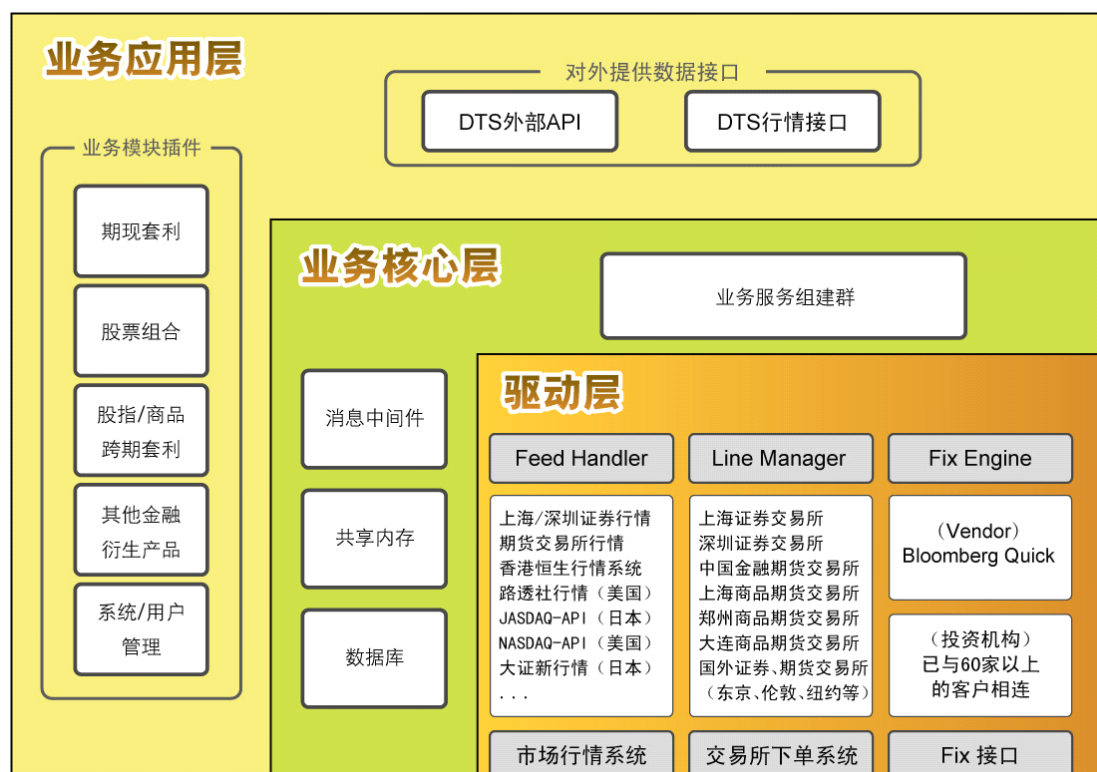 业务应用层
对外提供数据接口
DTS外部API
DTS行情接口
业务模块插件
期现套利
股票组合
股指/商品
跨期套利
其他金融
衍生产品
系统/用户
管理
业务核心层
业务服务组建群
消息中间件
共享内存
数据库
驱动层
Feed Handler
上海/深圳证券行情
期货交易所行情
香港恒生行情系统
路透社行情（美国）
JASDAQ-API（日本）
NASDAQ-API（美国）
大证新行情（日本）
...
市场行情系统
Line Manager
上海证券交易所
深圳证券交易所
中国金融期货交易所
上海商品期货交易所
郑州商品期货交易所
大连商品期货交易所
国外证券、期货交易所
（东京、伦敦、纽约等）
交易所下单系统
Fix Engine
（Vendor）
Bloomberg Quick
（投资机构）
已与60家以上
的客户相连
Fix 接口